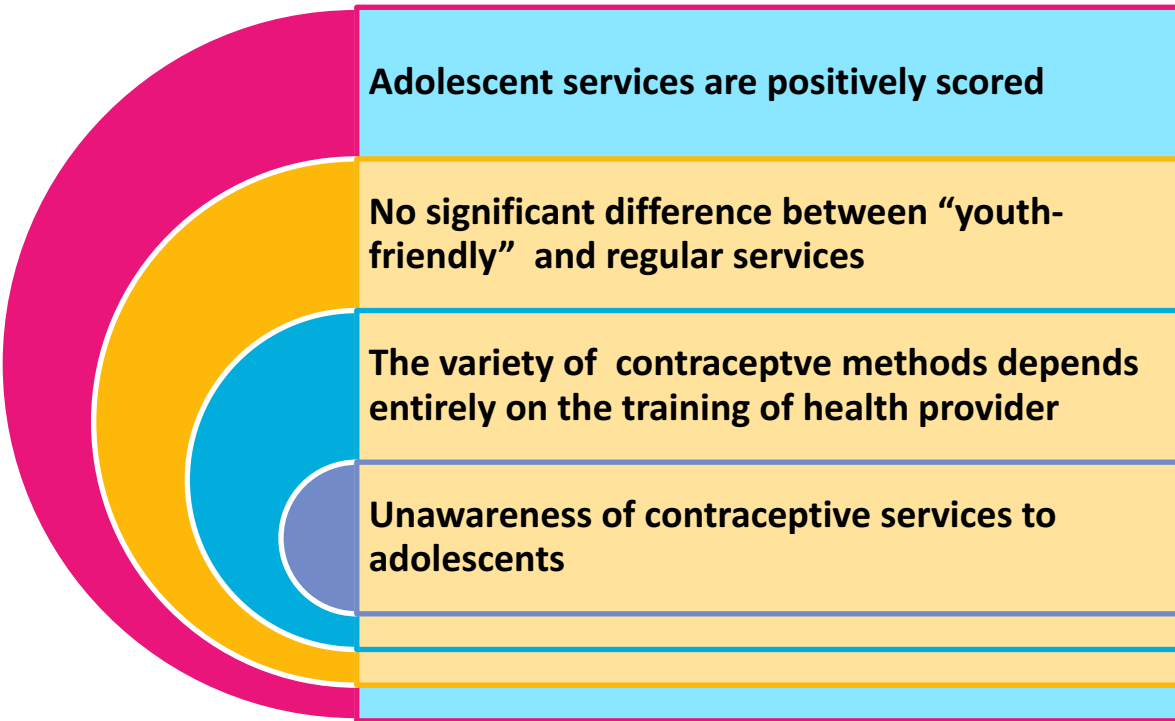 Adolescent services are positively scored
No significant difference between “youth-
friendly” and regular services
The variety of contraceptve methods depends
entirely on the training of health provider
Unawareness of contraceptive services to
adolescents